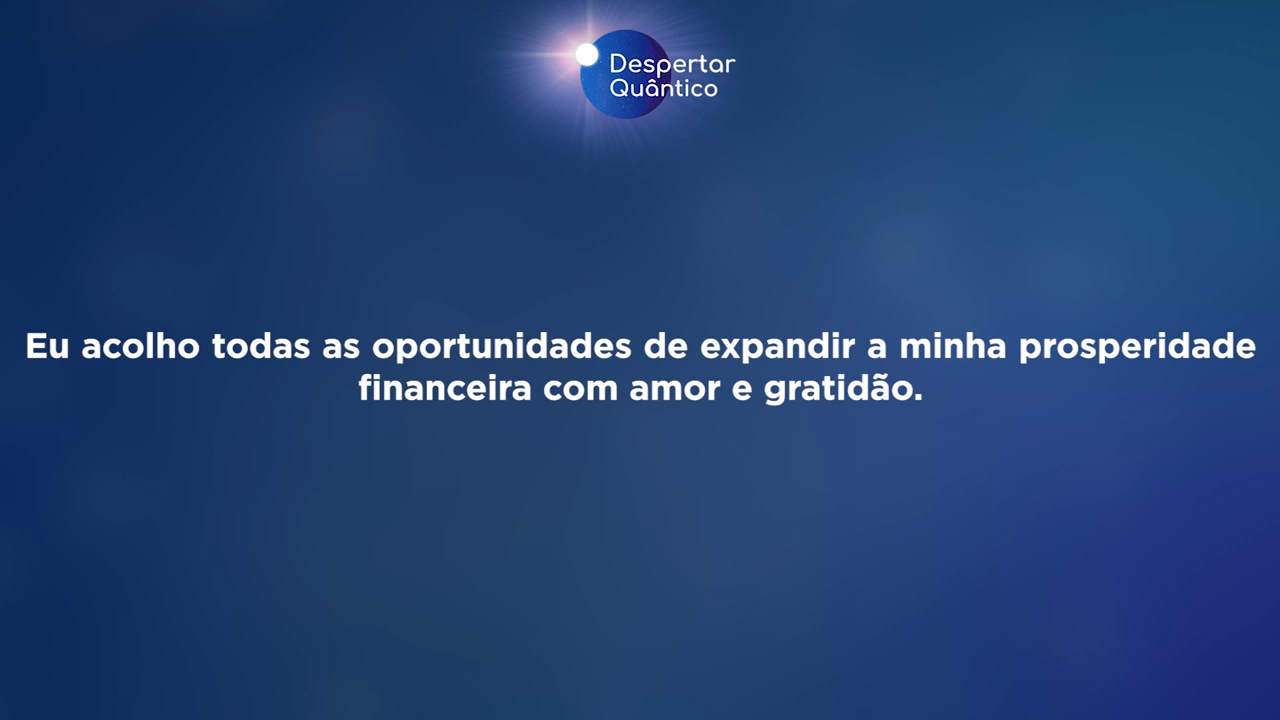 Despertar
Quântico
Eu acolho todas as oportunidades de expandir a minha prosperidade
financeira com amor e gratidão.